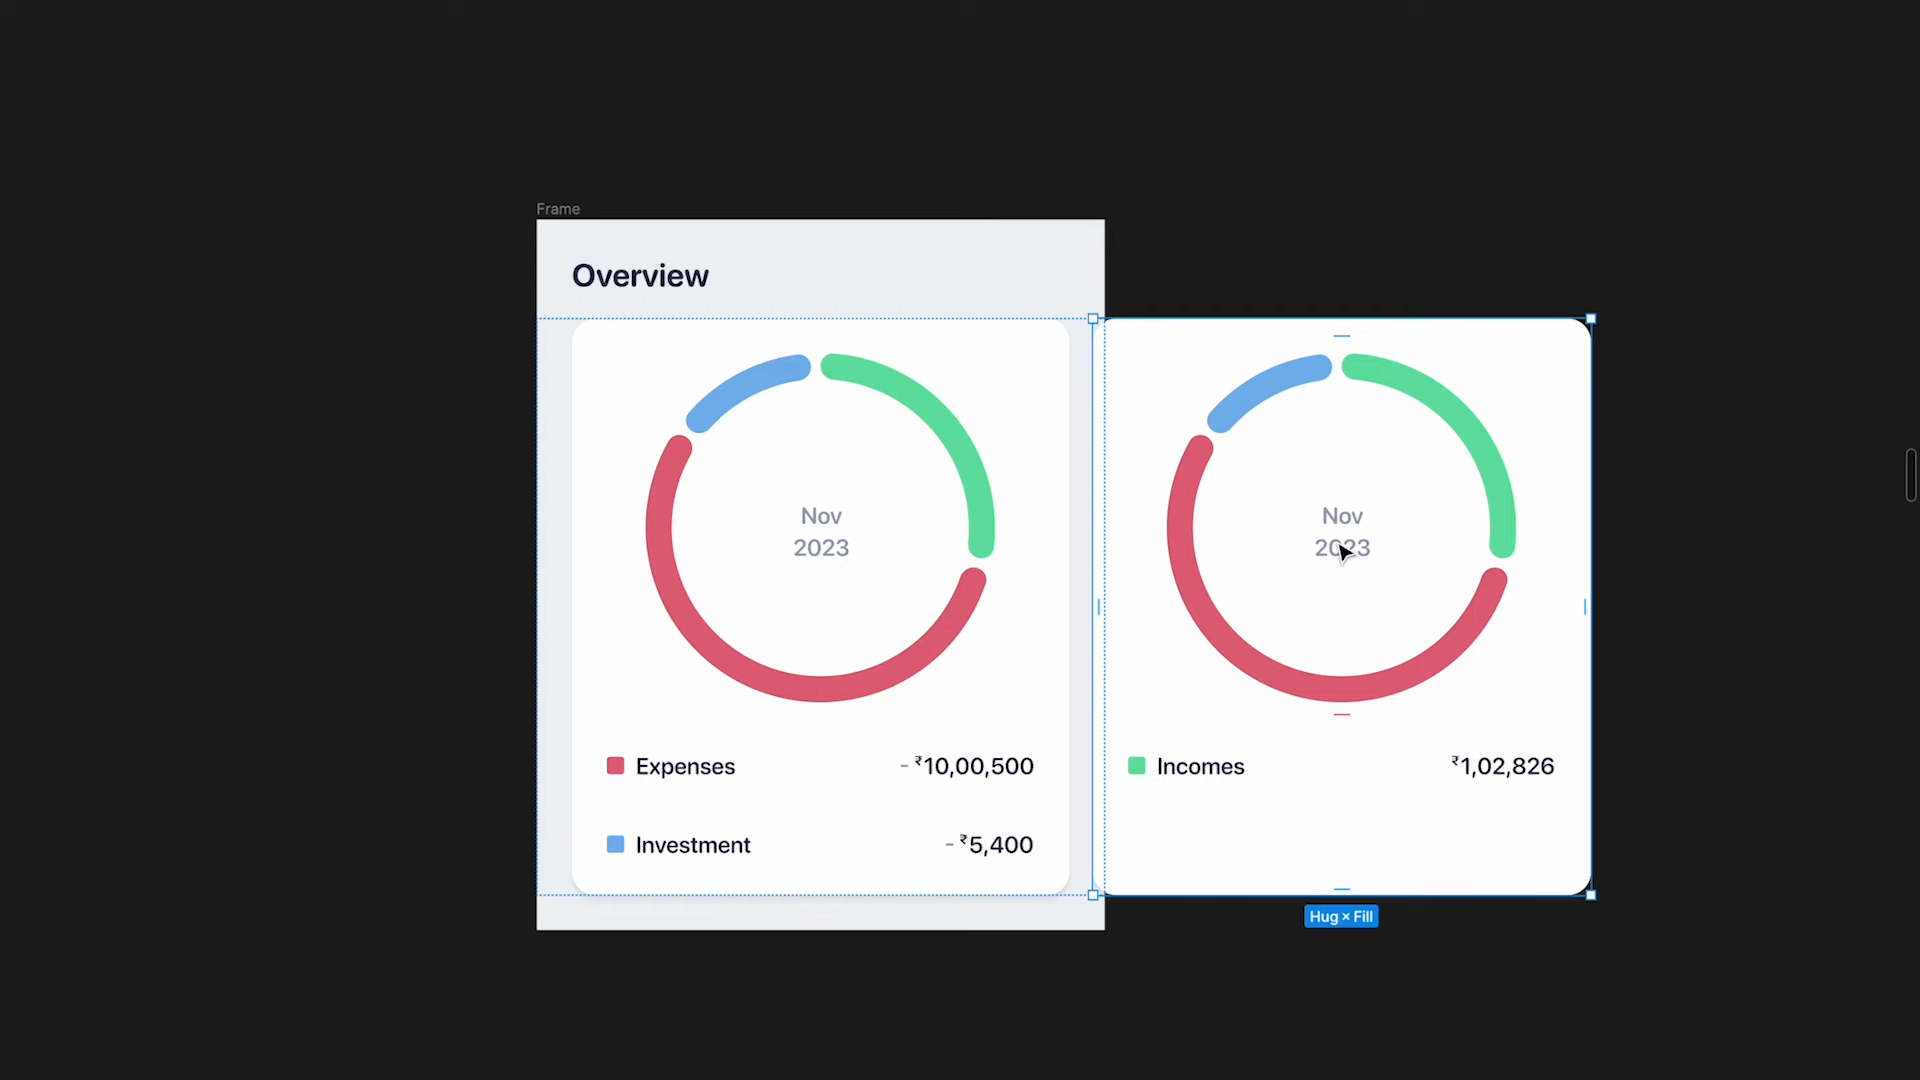 Frame
Overview
Nov
2023
Expenses - ₹10,00,500
Investment - ₹5,400
Nov
2023
Incomes ₹1,02,826
Hug × Fill